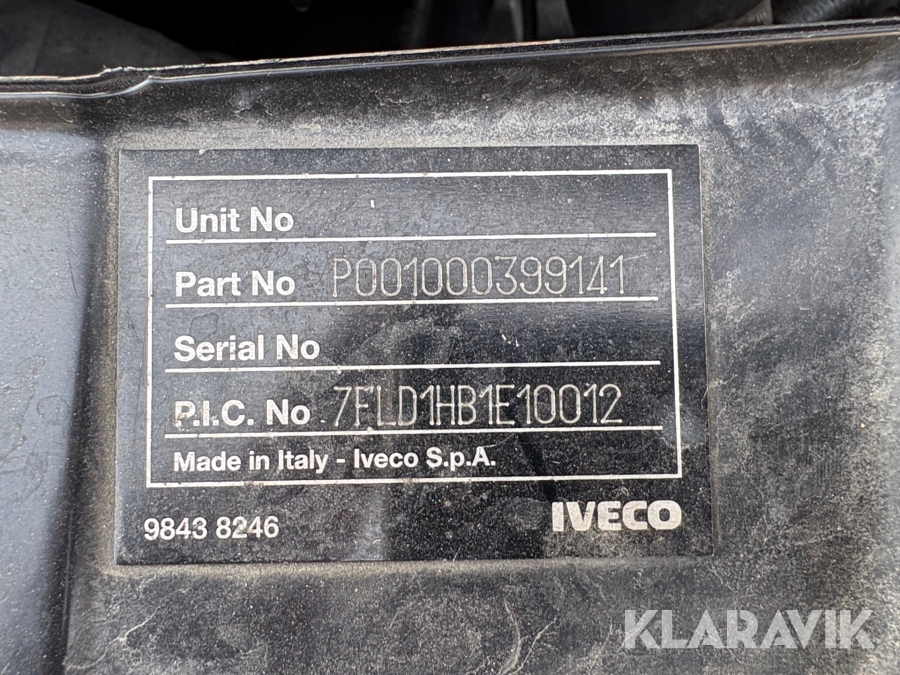 Unit No
Part No P001000399141
Serial No
P.I.C. No 7FLD1HB1E10012
Made in Italy - Iveco S.p.A.
9843 8246
IVECO
KLARAVIK